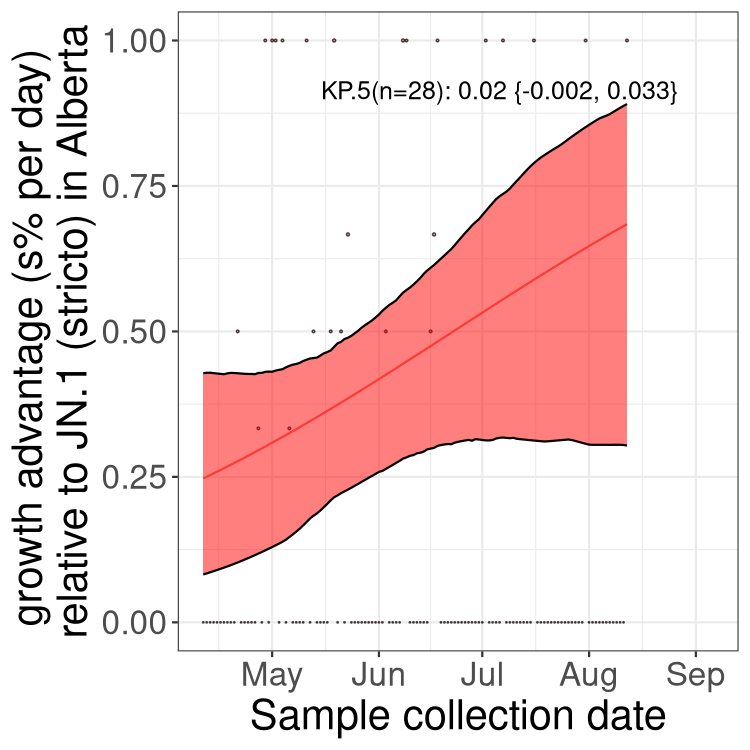 growth advantage (s% per day)
relative to JN.1 (stricto) in Alberta
1.00
0.75
0.50
0.25
0.00
KP.5(n=28): 0.02 {-0.002, 0.033}
May Jun Jul Aug Sep
Sample collection date